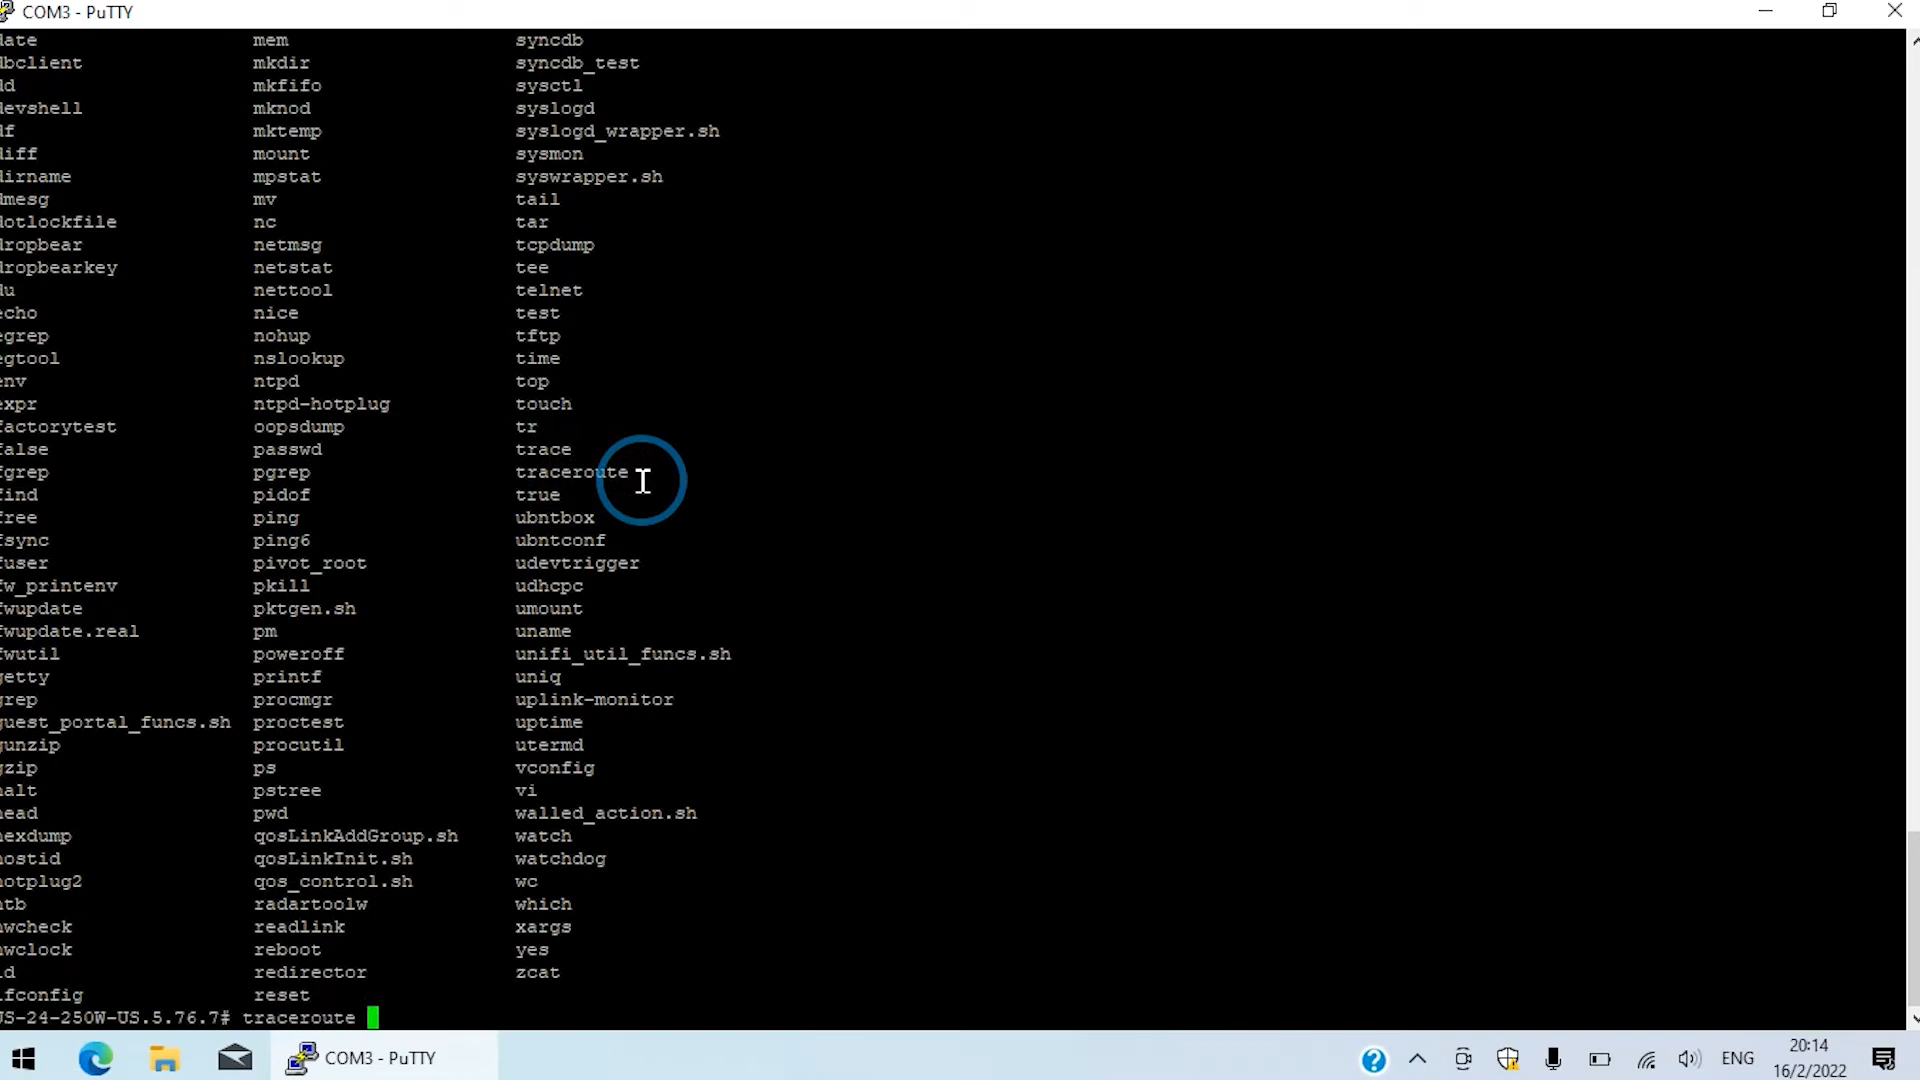 COM3 - PuTTY
date mem syncdb
dbclient mkdir syncdb_test
dd mkfifo sysctl
devshell mknod syslogd
df mktemp syslogd_wrapper.sh
diff mount sysmon
dirname mpstat syswrapper.sh
dmesg mv tail
dotlockfile nc tar
dropbear netmsg tcpdump
dropbearkey netstat tee
du nettool telnet
echo nice test
egrep nohup tftp
egtool nslookup time
env ntpd top
expr ntpd-hotplug touch
factorytest oopsdump tr
false passwd trace
fgrep pgrep traceroute
find pidof true
free ping ubntbox
fsync ping6 ubntconf
fuser pivot_root udevtrigger
fw_printenv pkill udhcpc
fwupdate pktgen.sh umount
fwupdate.real pm uname
fwutil poweroff unifi_util_funcs.sh
getty printf uniq
grep procmgr uplink-monitor
guest_portal_funcs.sh proctest uptime
gunzip procutil utermd
gzip ps vconfig
halt pstree vi
head pwd walled_action.sh
hexdump qosLinkAddGroup.sh watch
hostid qosLinkInit.sh watchdog
hotplug2 qos_control.sh wc
htb radartoolw which
hwcheck readlink xargs
hwclock reboot yes
id redirector zcat
ifconfig reset
US-24-250W-US.5.76.7# traceroute
COM3 - PuTTY
ENG
20:14
16/2/2022